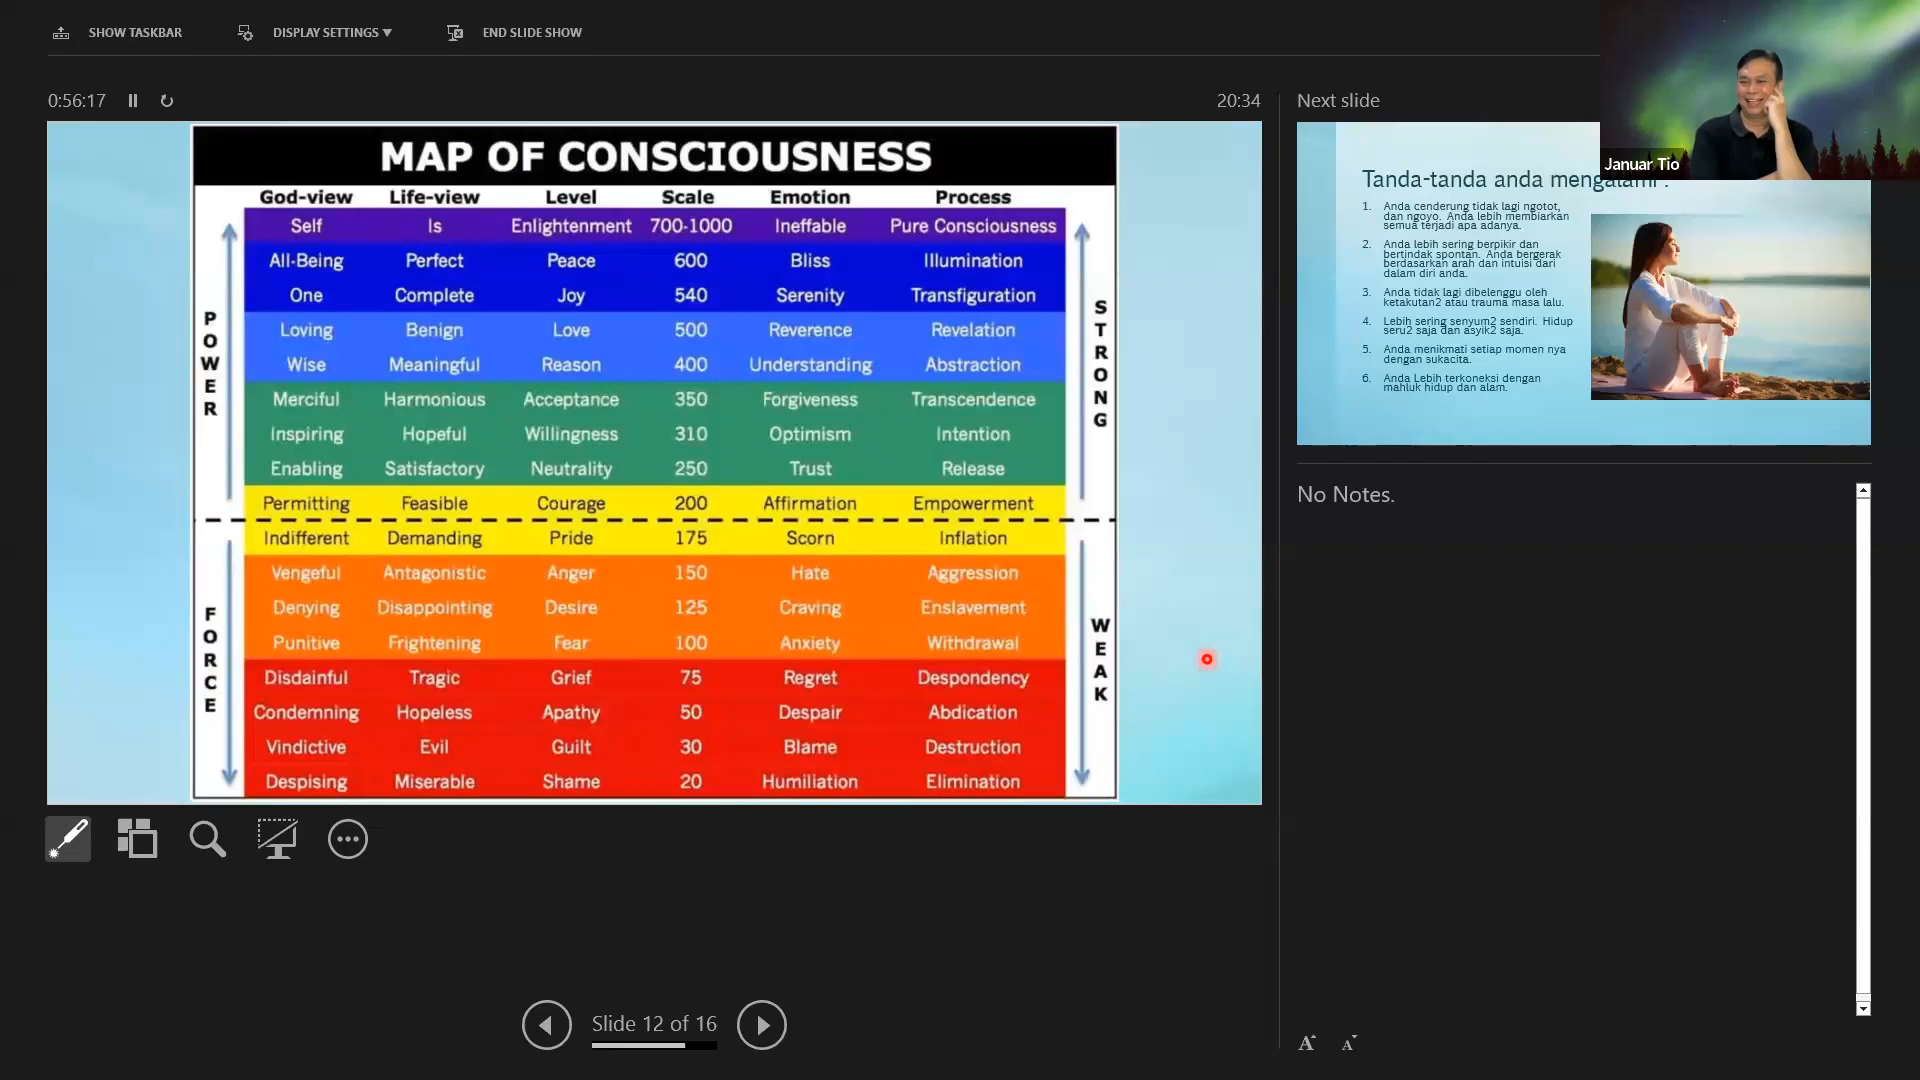 SHOW TASKBAR
DISPLAY SETTINGS ▼
END SLIDE SHOW
0:56:17
20:34
MAP OF CONSCIOUSNESS
God-view Life-view Level Scale Emotion Process
Self Is Enlightenment 700-1000 Ineffable Pure Consciousness
All-Being Perfect Peace 600 Bliss Illumination
One Complete Joy 540 Serenity Transfiguration
Loving Benign Love 500 Reverence Revelation
Wise Meaningful Reason 400 Understanding Abstraction
Merciful Harmonious Acceptance 350 Forgiveness Transcendence
Inspiring Hopeful Willingness 310 Optimism Intention
Enabling Satisfactory Neutrality 250 Trust Release
Permitting Feasible Courage 200 Affirmation Empowerment
Indifferent Demanding Pride 175 Scorn Inflation
Vengeful Antagonistic Anger 150 Hate Aggression
Denying Disappointing Desire 125 Craving Enslavement
Punitive Frightening Fear 100 Anxiety Withdrawal
Disdainful Tragic Grief 75 Regret Despondency
Condemning Hopeless Apathy 50 Despair Abdication
Vindictive Evil Guilt 30 Blame Destruction
Despising Miserable Shame 20 Humiliation Elimination
POWER
FORCE
STRONG
WEAK
Slide 12 of 16
Next slide
Januar Tio
Tanda-tanda anda mengalami :
1. Anda cenderung tidak lagi ngotot,
dan ngoyo. Anda lebih membiarkan
semua terjadi apa adanya.
2. Anda lebih sering berpikir dan
bertindak spontan. Anda bergerak
berdasarkan arah dan intuisi dari
dalam diri anda.
3. Anda tidak lagi dibelenggu oleh
ketakutan2 atau trauma masa lalu.
4. Lebih sering senyum2 sendiri. Hidup
seru2 saja dan asyik2 saja.
5. Anda menikmati setiap momen nya
dengan sukacita.
6. Anda Lebih terkoneksi dengan
mahluk hidup dan alam.
No Notes.
A A